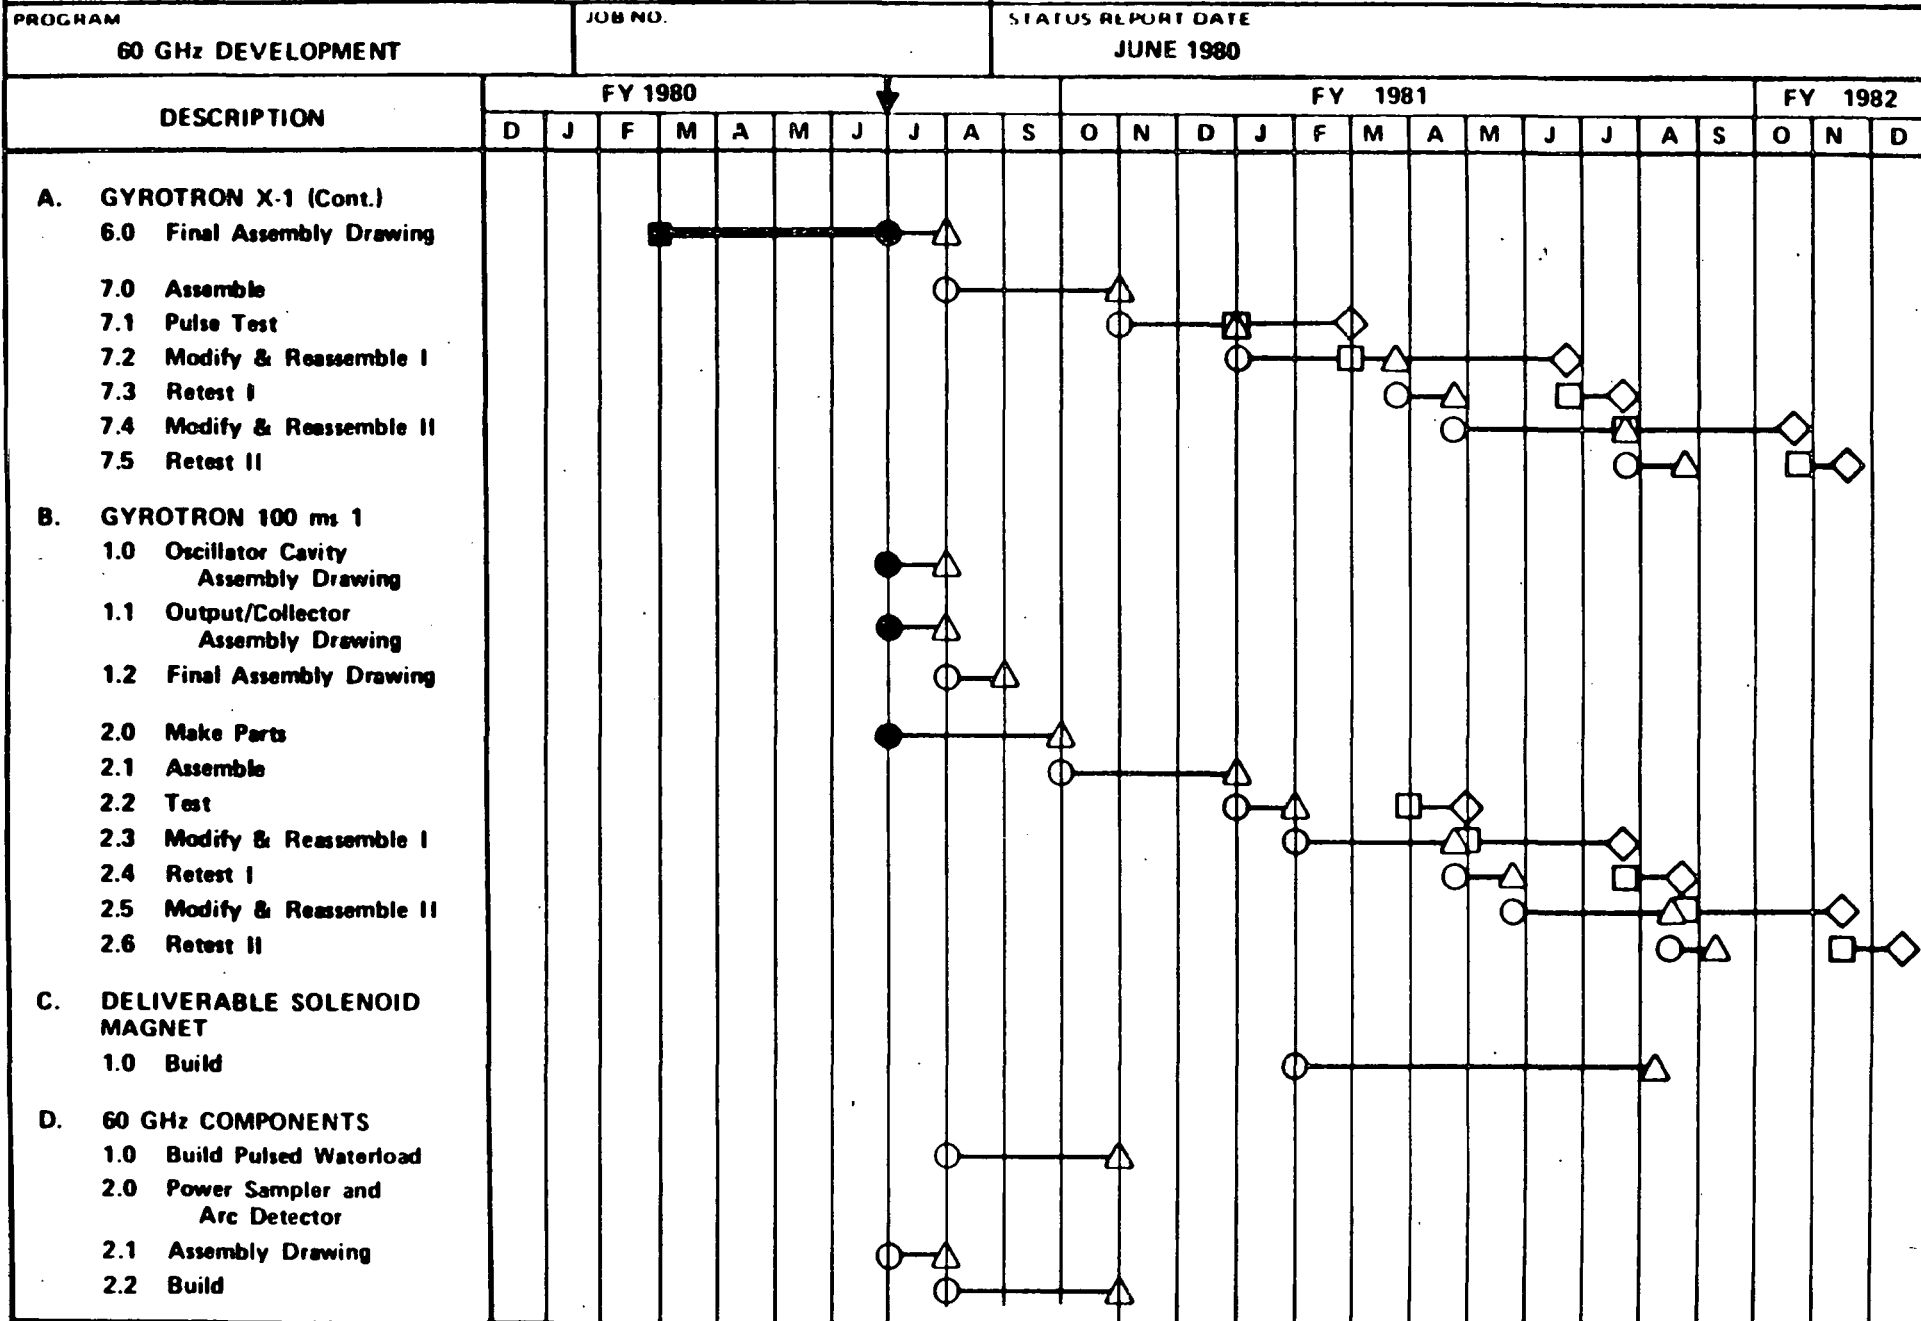 PROGRAM
JOB NO.
STATUS REPORT DATE
60 GHz DEVELOPMENT
JUNE 1980
DESCRIPTION
FY 1980
FY 1981
FY 1982
D J F M A M J J A S O N D J F M A M J J A S O N D
A. GYROTRON X-1 (Cont.)
6.0 Final Assembly Drawing
7.0 Assemble
7.1 Pulse Test
7.2 Modify & Reassemble I
7.3 Retest I
7.4 Modify & Reassemble II
7.5 Retest II
B. GYROTRON 100 ms 1
1.0 Oscillator Cavity
Assembly Drawing
1.1 Output/Collector
Assembly Drawing
1.2 Final Assembly Drawing
2.0 Make Parts
2.1 Assemble
2.2 Test
2.3 Modify & Reassemble I
2.4 Retest I
2.5 Modify & Reassemble II
2.6 Retest II
C. DELIVERABLE SOLENOID
MAGNET
1.0 Build
D. 60 GHz COMPONENTS
1.0 Build Pulsed Waterload
2.0 Power Sampler and
Arc Detector
2.1 Assembly Drawing
2.2 Build